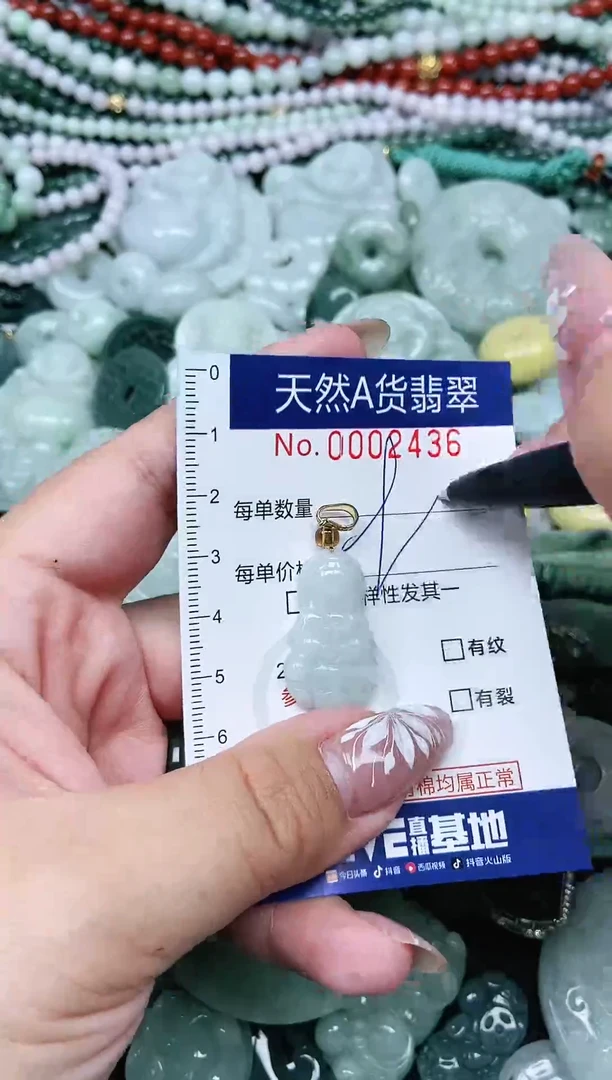 0
天然A货翡翠
1
No.0002436
2
每单数量
3
每单价
样性发其一
4
有纹
5
2
有裂
6
棉均属正常
直播基地
今日头条 抖音 西瓜视频 抖音火山版